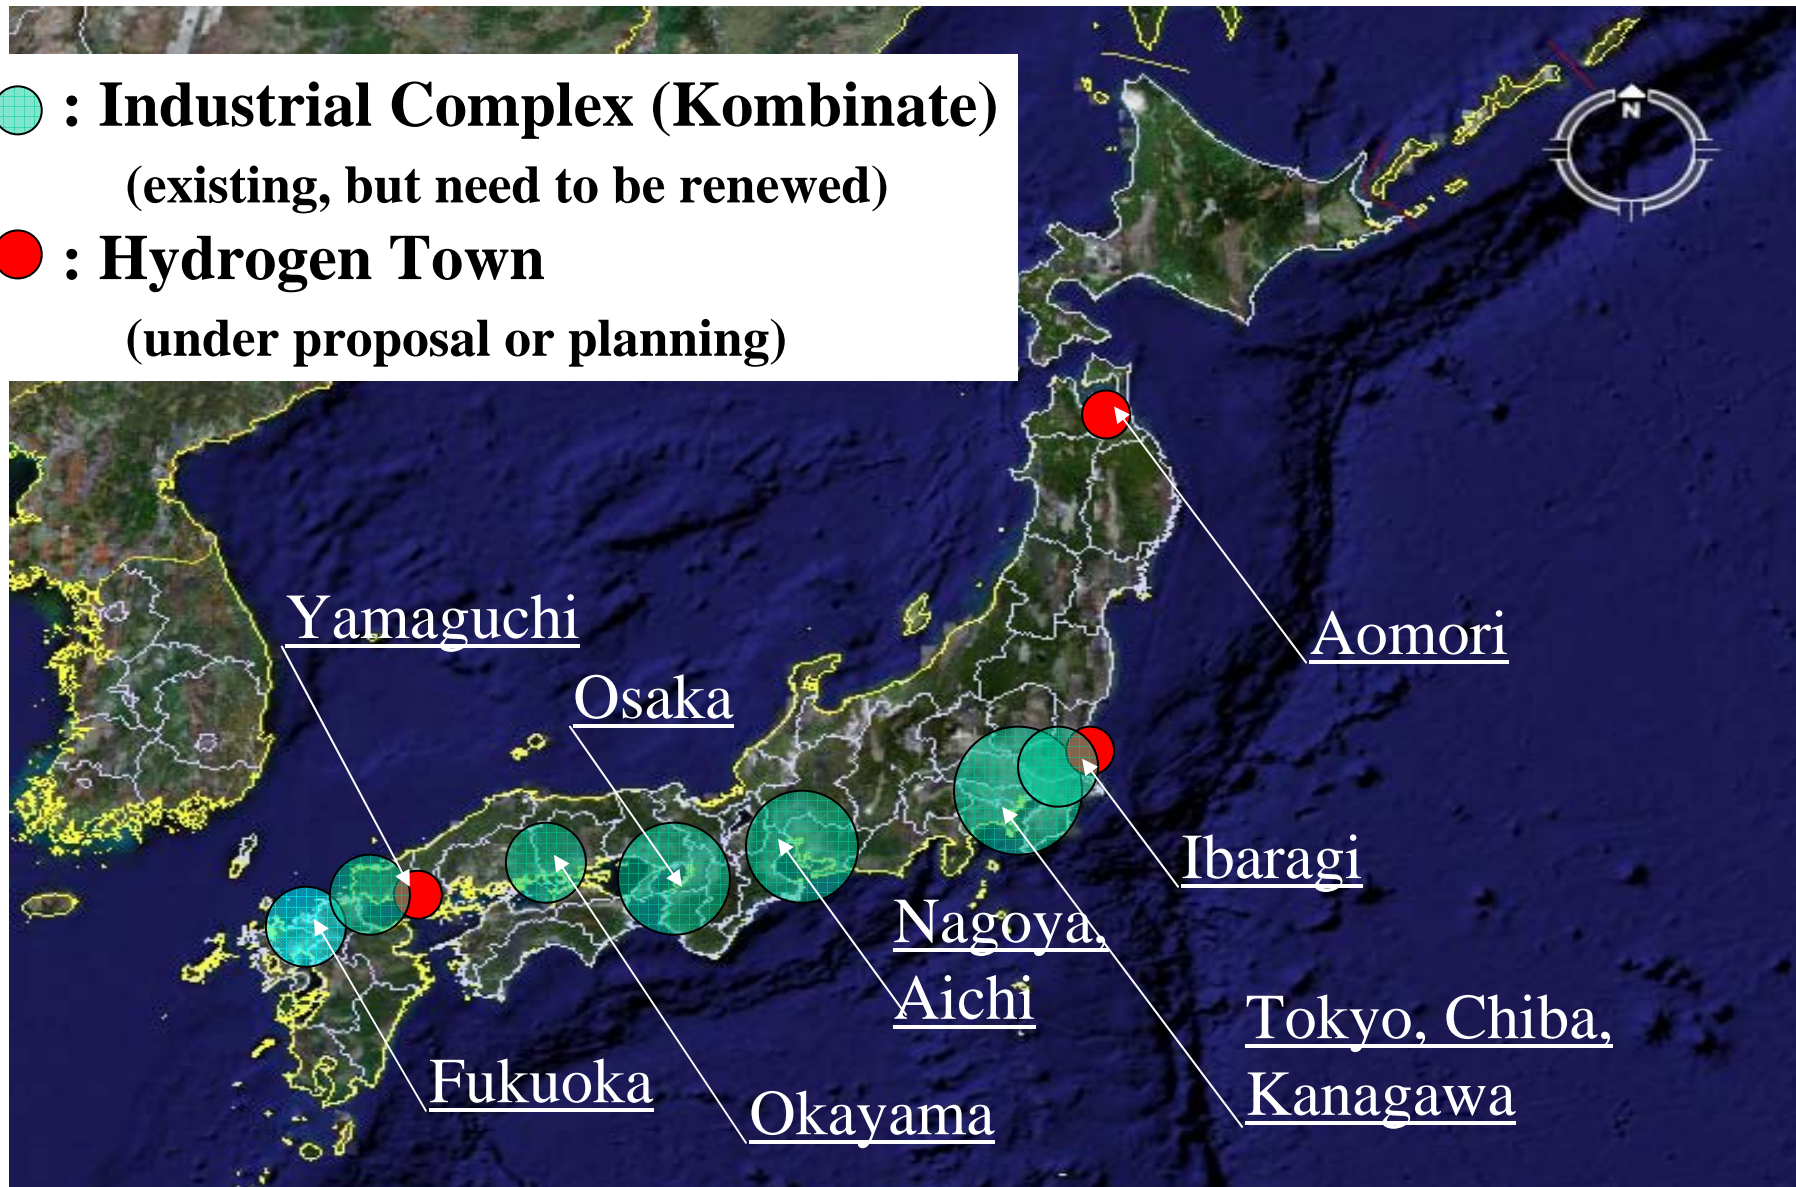 : Industrial Complex (Kombinate)
(existing, but need to be renewed)
: Hydrogen Town
(under proposal or planning)
N
Yamaguchi
Osaka
Aomori
Ibaragi
Nagoya,
Aichi
Tokyo, Chiba,
Kanagawa
Fukuoka
Okayama